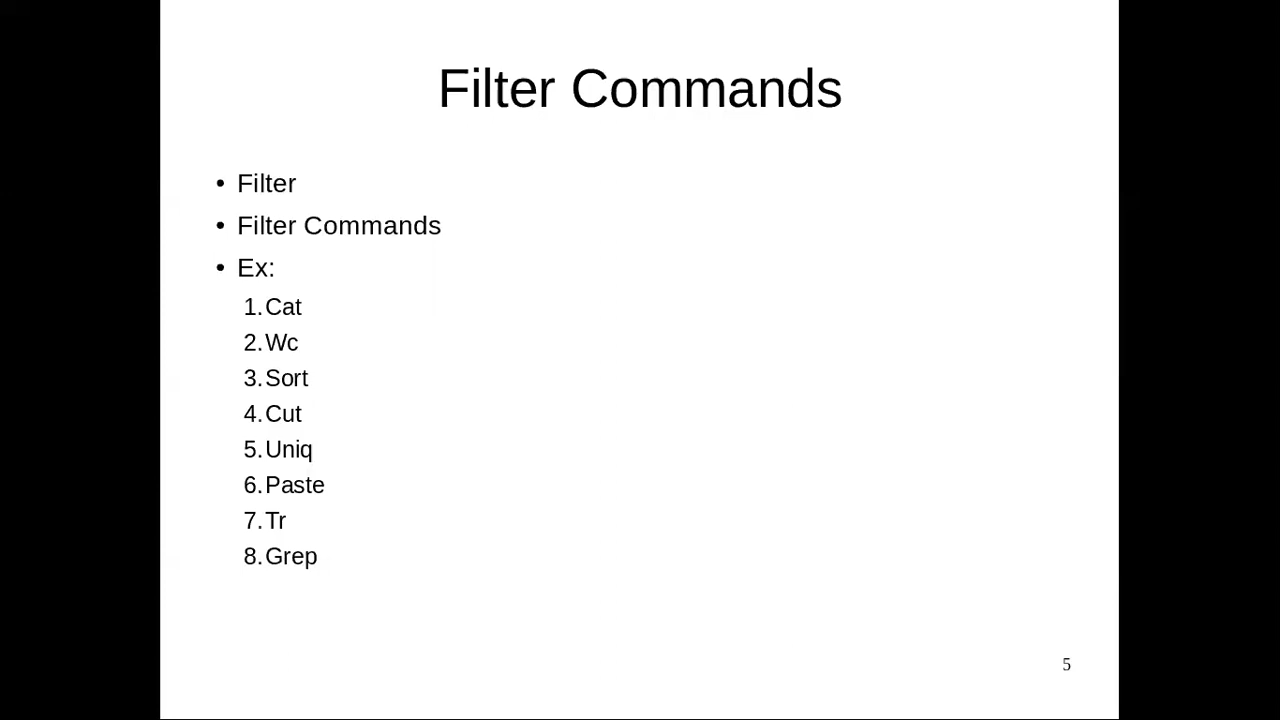 Filter Commands
• Filter
• Filter Commands
• Ex:
1.Cat
2.Wc
3.Sort
4.Cut
5.Uniq
6.Paste
7.Tr
8.Grep
5